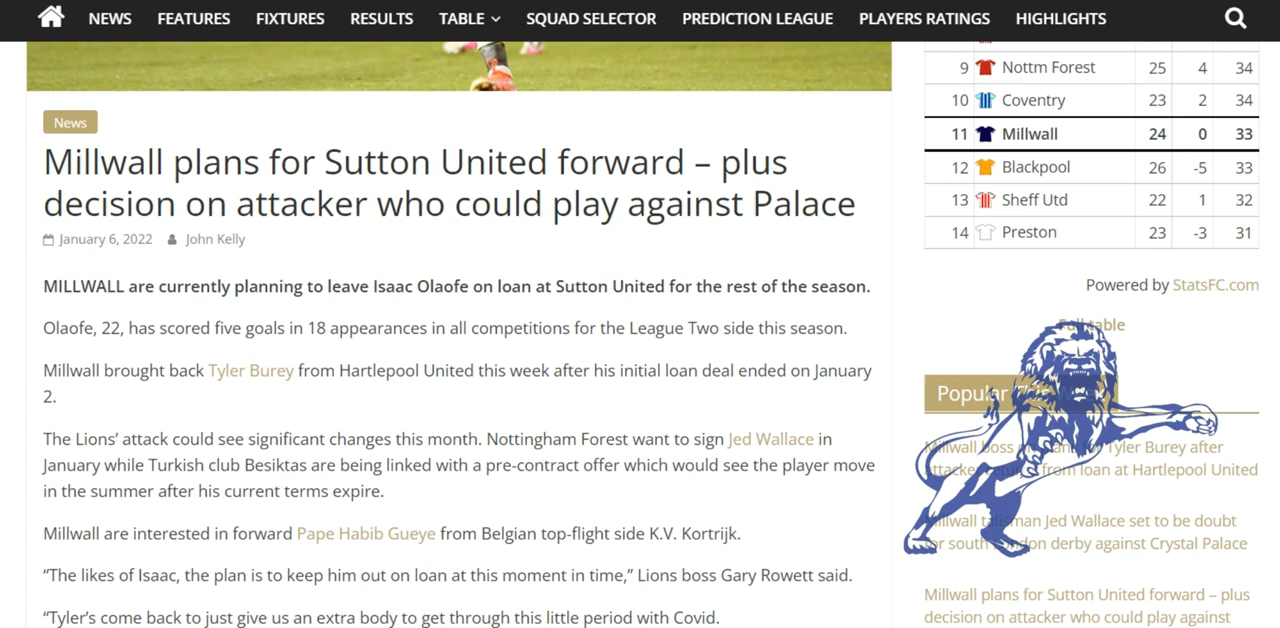 NEWS FEATURES FIXTURES RESULTS TABLE SQUAD SELECTOR PREDICTION LEAGUE PLAYERS RATINGS HIGHLIGHTS
News
Millwall plans for Sutton United forward – plus
decision on attacker who could play against Palace
January 6, 2022 John Kelly
MILLWALL are currently planning to leave Isaac Olaofe on loan at Sutton United for the rest of the season.
Olaofe, 22, has scored five goals in 18 appearances in all competitions for the League Two side this season.
Millwall brought back Tyler Burey from Hartlepool United this week after his initial loan deal ended on January
2.
The Lions’ attack could see significant changes this month. Nottingham Forest want to sign Jed Wallace in
January while Turkish club Besiktas are being linked with a pre-contract offer which would see the player move
in the summer after his current terms expire.
Millwall are interested in forward Pape Habib Gueye from Belgian top-flight side K.V. Kortrijk.
“The likes of Isaac, the plan is to keep him out on loan at this moment in time,” Lions boss Gary Rowett said.
“Tyler’s come back to just give us an extra body to get through this little period with Covid.
9 Nottm Forest 25 4 34
10 Coventry 23 2 34
11 Millwall 24 0 33
12 Blackpool 26 -5 33
13 Sheff Utd 22 1 32
14 Preston 23 -3 31
Powered by StatsFC.com
Full table
Popular This
Millwall boss Tyler Burey after
from loan at Hartlepool United
Millwall talisman Jed Wallace set to be doubt
for south London derby against Crystal Palace
Millwall plans for Sutton United forward – plus
decision on attacker who could play against